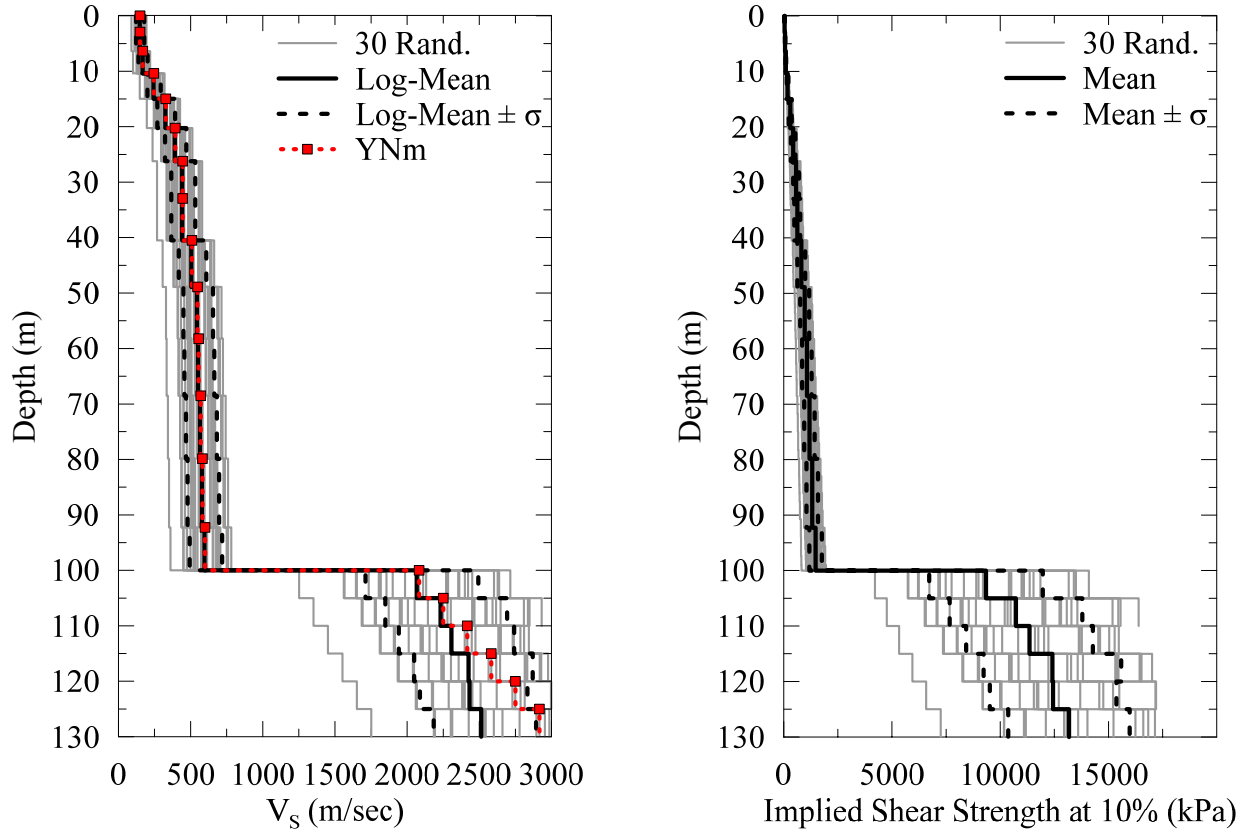 0
10
20
30
40
50
60
70
80
90
100
110
120
130
Depth (m)
30 Rand.
Log-Mean
Log-Mean ± σ
YNm
0 500 1000 1500 2000 2500 3000
V_S (m/sec)
0
10
20
30
40
50
60
70
80
90
100
110
120
130
Depth (m)
30 Rand.
Mean
Mean ± σ
0 5000 10000 15000
Implied Shear Strength at 10% (kPa)